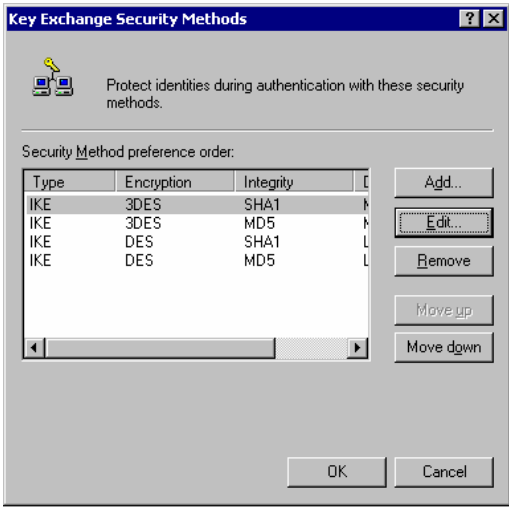 Key Exchange Security Methods
Protect identities during authentication with these security
methods.
Security Method preference order:
Type Encryption Integrity
IKE 3DES SHA1
IKE 3DES MD5
IKE DES SHA1
IKE DES MD5
Add...
Edit...
Remove
Move up
Move down
OK Cancel